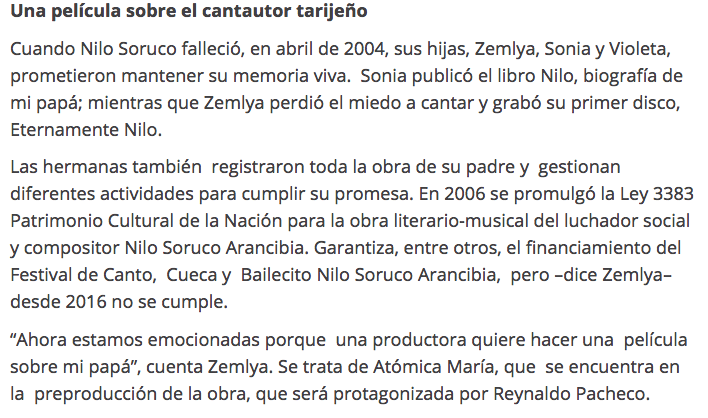 Una película sobre el cantautor tarijeño
Cuando Nilo Soruco falleció, en abril de 2004, sus hijas, Zemlya, Sonia y Violeta,
prometieron mantener su memoria viva.  Sonia publicó el libro Nilo, biografía de
mi papá; mientras que Zemlya perdió el miedo a cantar y grabó su primer disco,
Eternamente Nilo.
Las hermanas también  registraron toda la obra de su padre y  gestionan
diferentes actividades para cumplir su promesa. En 2006 se promulgó la Ley 3383
Patrimonio Cultural de la Nación para la obra literario-musical del luchador social
y compositor Nilo Soruco Arancibia. Garantiza, entre otros, el financiamiento del
Festival de Canto,  Cueca y  Bailecito Nilo Soruco Arancibia,  pero –dice Zemlya–
desde 2016 no se cumple.
“Ahora estamos emocionadas porque  una productora quiere hacer una  película
sobre mi papá”, cuenta Zemlya. Se trata de Atómica María, que  se encuentra en
la  preproducción de la obra, que será protagonizada por Reynaldo Pacheco.